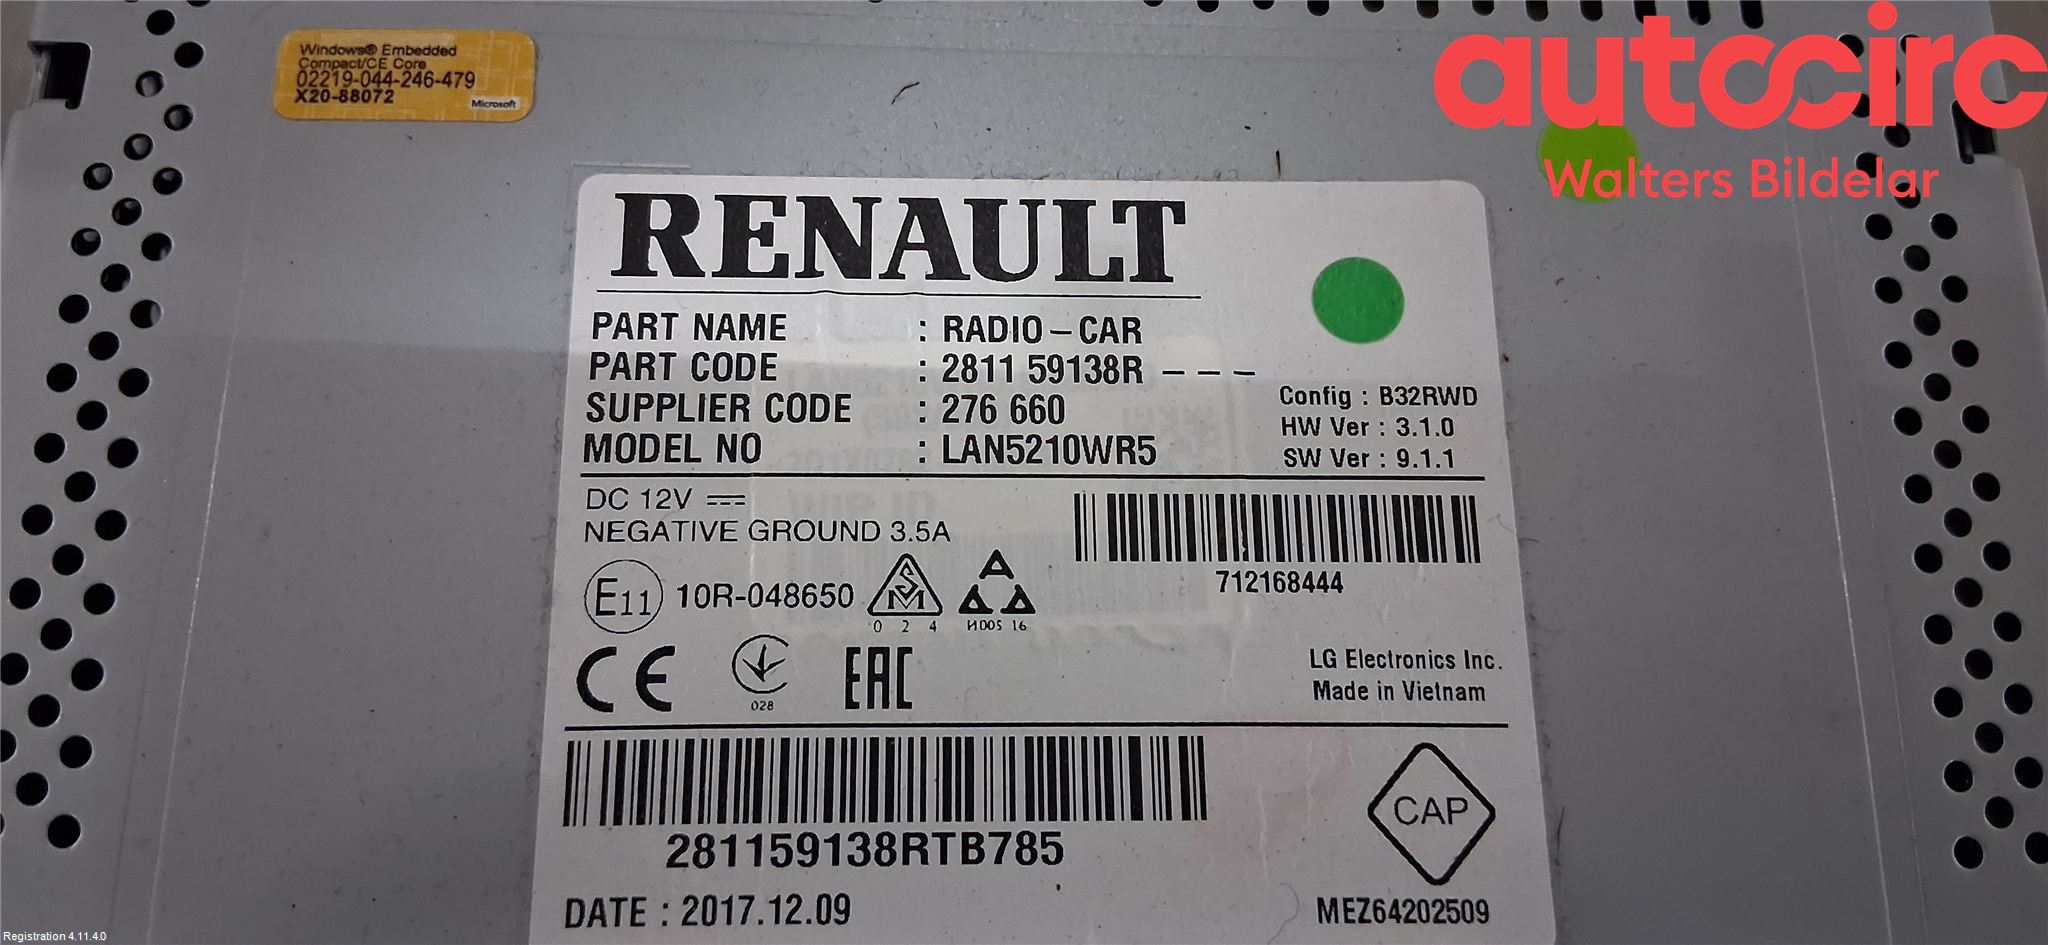 Windows® Embedded
Compact/CE Core
02219-044-246-479
X20-88072
Microsoft
autocirc
Walters Bildelar
RENAULT
PART NAME : RADIO-CAR
PART CODE : 2811 59138R - - -
SUPPLIER CODE : 276 660
MODEL NO : LAN5210WR5
Config : B32RWD
HW Ver : 3.1.0
SW Ver : 9.1.1
DC 12V
NEGATIVE GROUND 3.5A
712168444
E11 10R-048650
SM
0 2 4
И005 16
CE
028
EAC
LG Electronics Inc.
Made in Vietnam
281159138RTB785
CAP
DATE : 2017.12.09
MEZ64202509
Registration 4.11.4.0